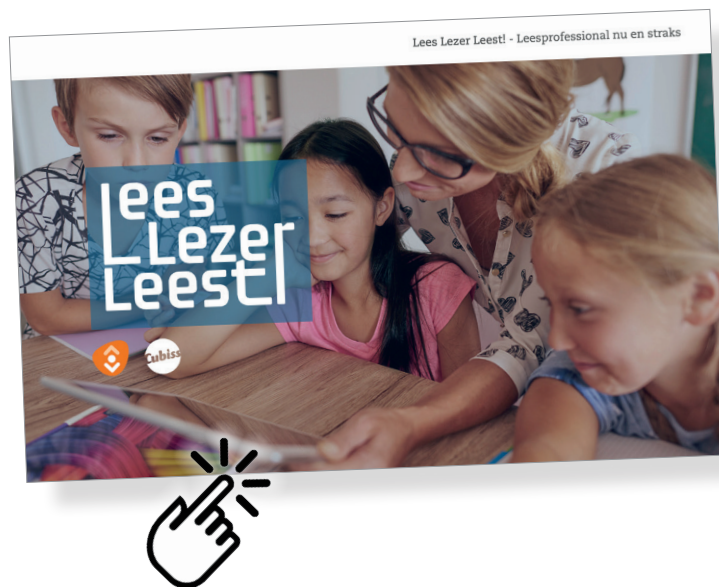 Lees Lezer Leest! - Leesprofessional nu en straks
Lees
Lezer
Leest!
Cubiss